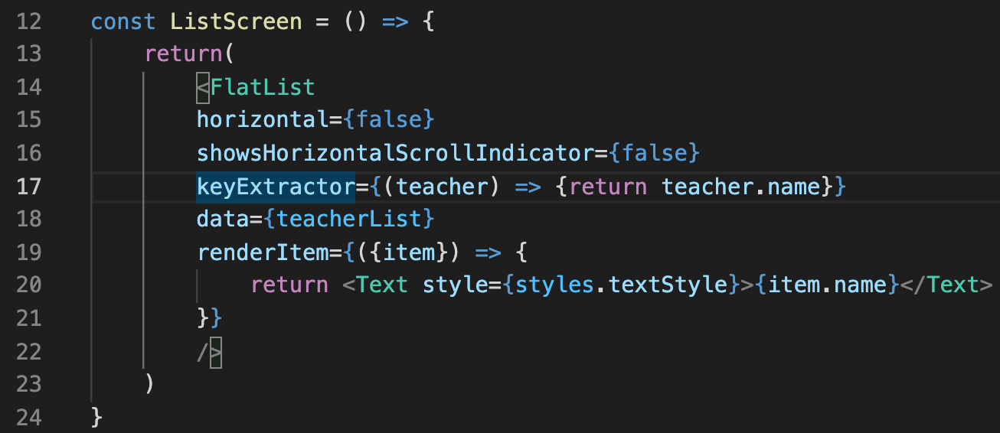 12 const ListScreen = () => {
13 return(
14 <FlatList
15 horizontal={false}
16 showsHorizontalScrollIndicator={false}
17 keyExtractor={(teacher) => {return teacher.name}}
18 data={teacherList}
19 renderItem={({item}) => {
20 return <Text style={styles.textStyle}>{item.name}</Text>
21 }}
22 />
23 )
24 }